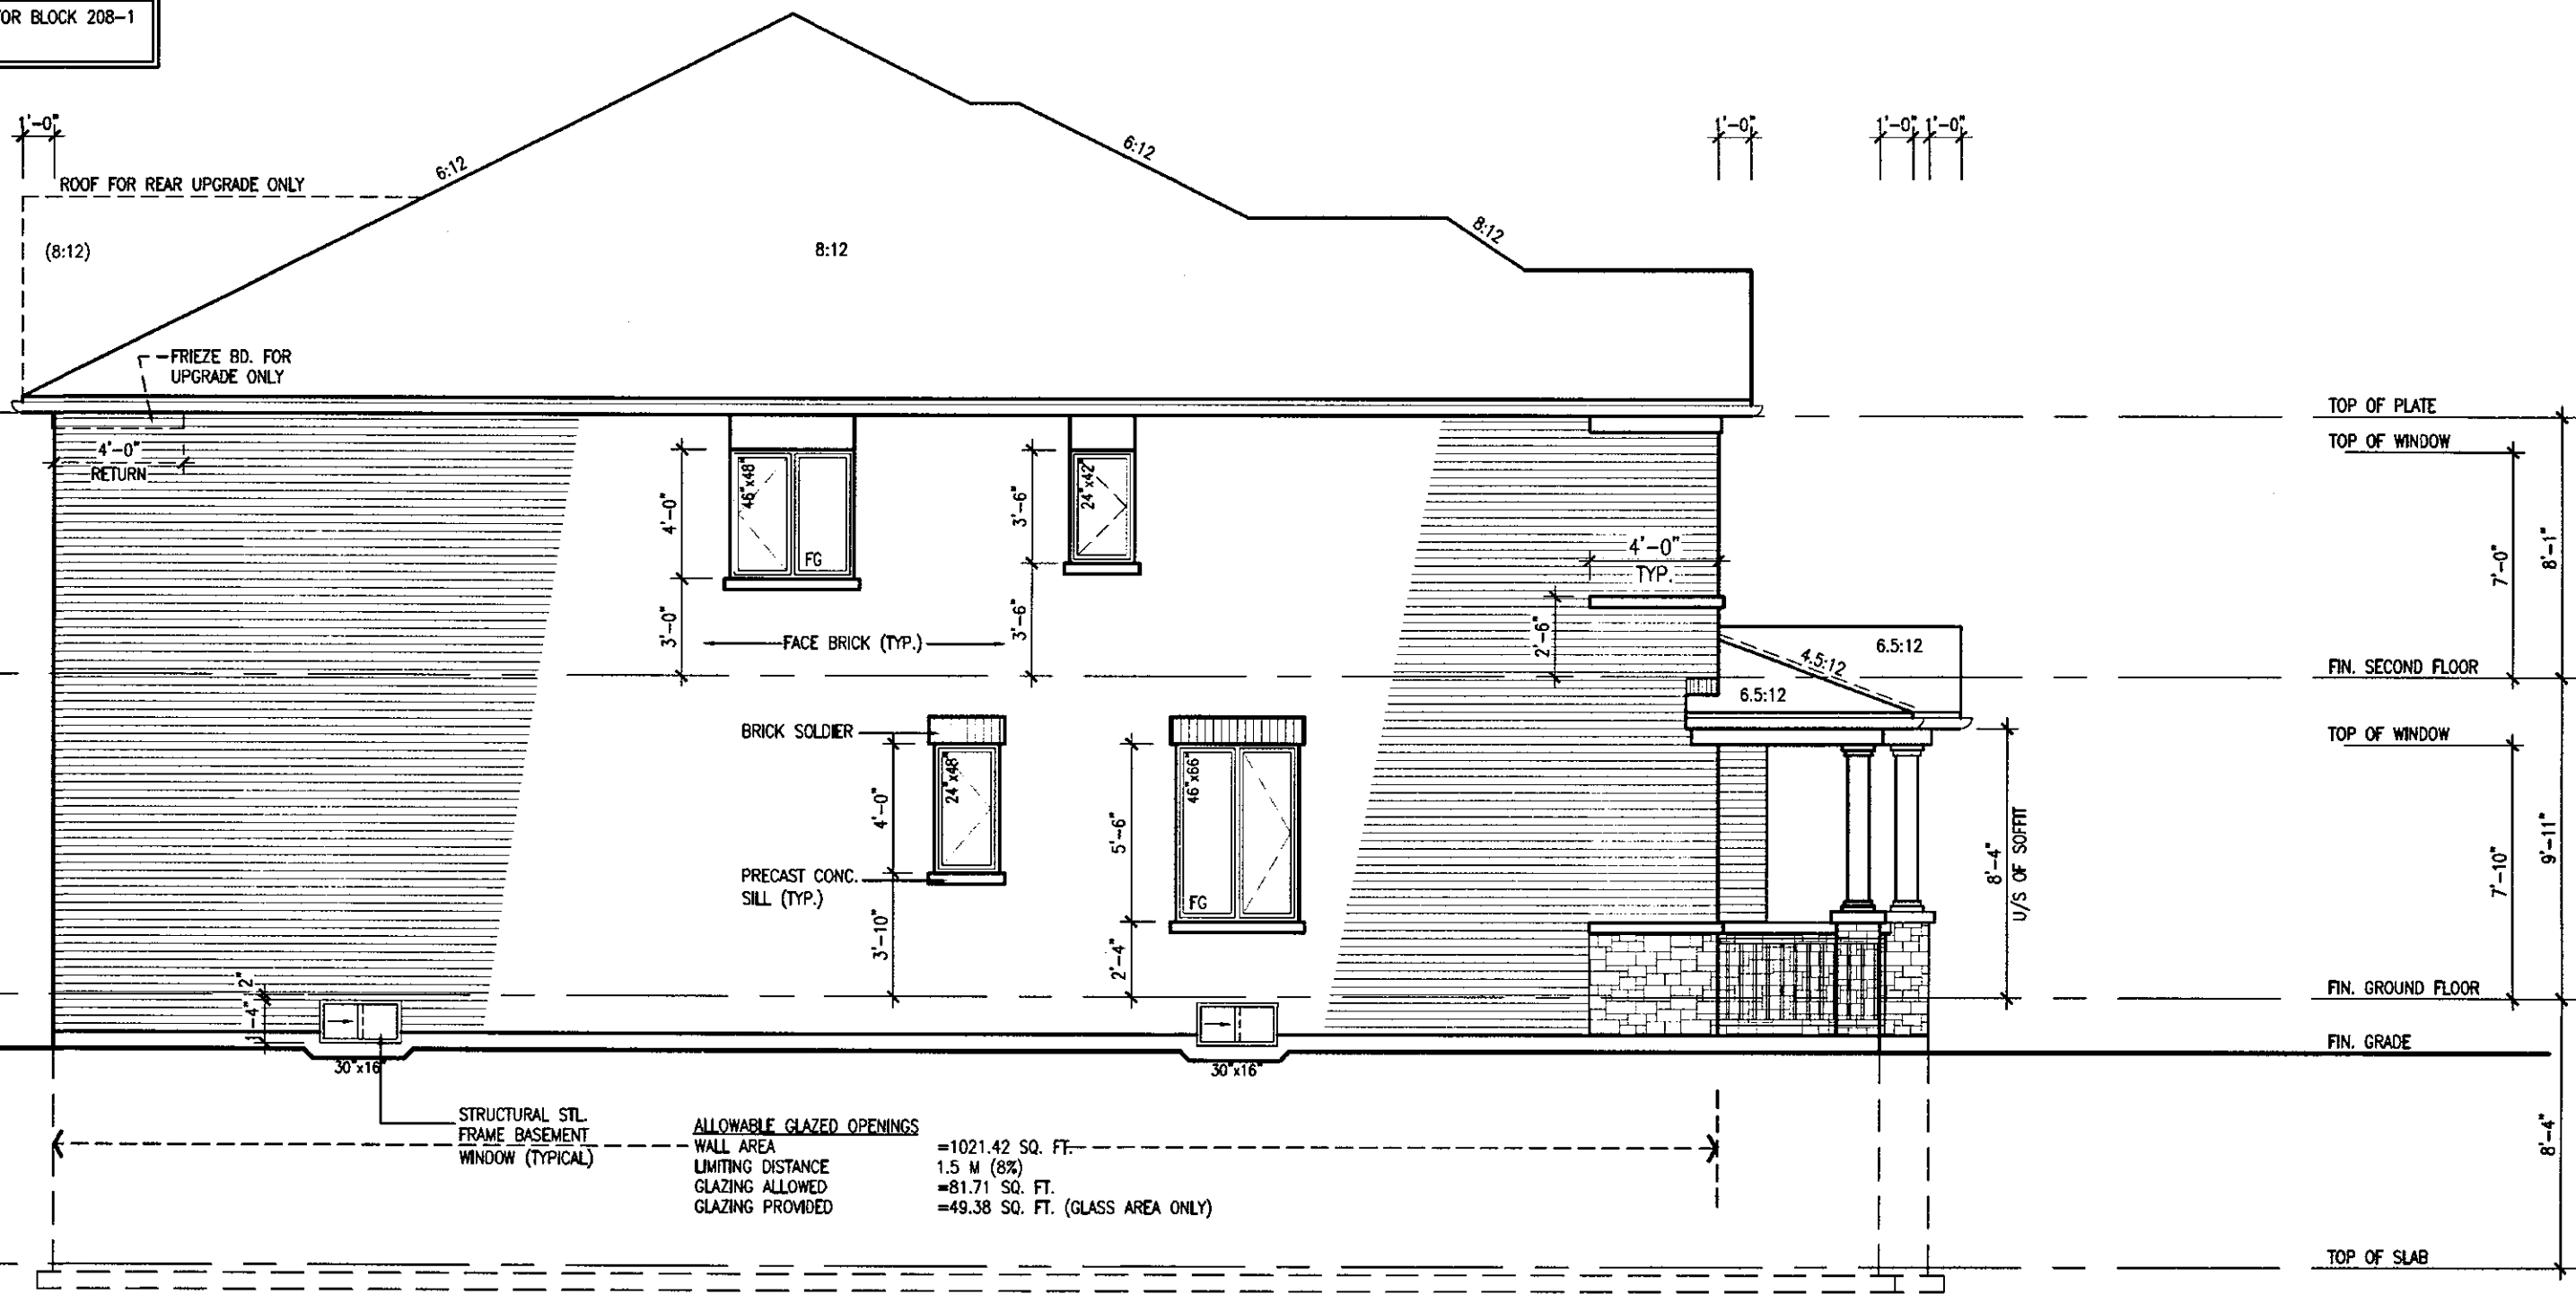 OR BLOCK 208-1
1'-0"
1'-0"
1'-0"
1'-0"
6:12
6:12
ROOF FOR REAR UPGRADE ONLY
(8:12)
8:12
8:12
FRIEZE BD. FOR
UPGRADE ONLY
TOP OF PLATE
TOP OF WINDOW
4'-0"
RETURN
46"x48"
24"x42"
4'-0"
3'-6"
FG
4'-0"
TYP.
7'-0"
8'-1"
3'-0"
3'-6"
2'-6"
FACE BRICK (TYP.)
6.5:12
4.5:12
FIN. SECOND FLOOR
6.5:12
BRICK SOLDIER
TOP OF WINDOW
24"x48"
46"x66"
4'-0"
5'-6"
8'-4"
U/S OF SOFFIT
7'-10"
9'-11"
PRECAST CONC.
SILL (TYP.)
FG
3'-10"
2'-4"
2"
1'-4"
FIN. GROUND FLOOR
FIN. GRADE
30"x16"
30"x16"
STRUCTURAL STL.
FRAME BASEMENT
WINDOW (TYPICAL)
ALLOWABLE GLAZED OPENINGS
WALL AREA =1021.42 SQ. FT.
LIMITING DISTANCE 1.5 M (8%)
GLAZING ALLOWED =81.71 SQ. FT.
GLAZING PROVIDED =49.38 SQ. FT. (GLASS AREA ONLY)
8'-4"
TOP OF SLAB